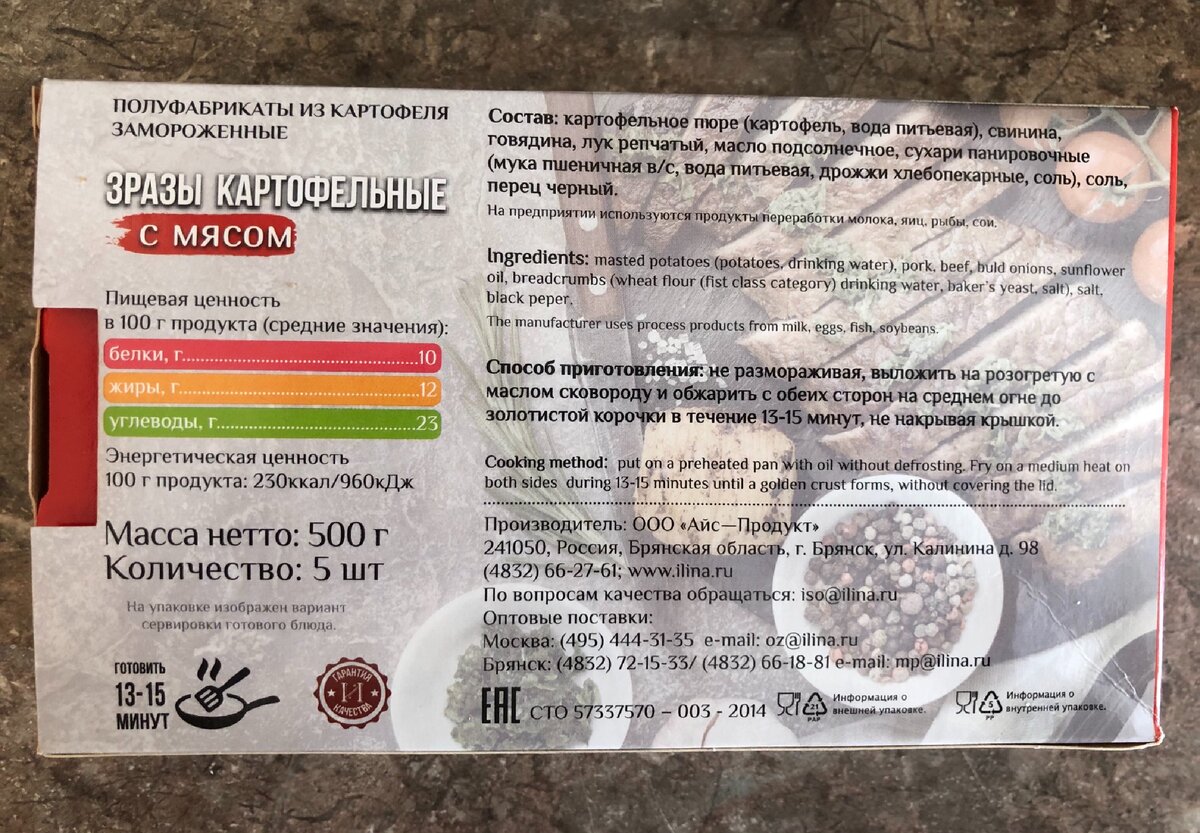 ПОЛУФАБРИКАТЫ ИЗ КАРТОФЕЛЯ
ЗАМОРОЖЕННЫЕ
ЗРАЗЫ КАРТОФЕЛЬНЫЕ
С МЯСОМ
Пищевая ценность
в 100 г продукта (средние значения):
белки, г...............................................10
жиры, г................................................12
углеводы, г.........................................23
Энергетическая ценность
100 г продукта: 230ккал/960кДж
Масса нетто: 500 г
Количество: 5 шт
На упаковке изображен вариант
сервировки готового блюда.
ГОТОВИТЬ
13-15
МИНУТ
ГАРАНТИЯ
И
КАЧЕСТВА
Состав: картофельное пюре (картофель, вода питьевая), свинина,
говядина, лук репчатый, масло подсолнечное, сухари панировочные
(мука пшеничная в/с, вода питьевая, дрожжи хлебопекарные, соль), соль,
перец черный.
На предприятии используются продукты переработки молока, яиц, рыбы, сои.
Ingredients: masted potatoes (potatoes, drinking water), pork, beef, buld onions, sunflower
oil, breadcrumbs (wheat flour (fist class category) drinking water, baker's yeast, salt), salt,
black peper.
The manufacturer uses process products from milk, eggs, fish, soybeans.
Способ приготовления: не размораживая, выложить на розогретую с
маслом сковороду и обжарить с обеих сторон на среднем огне до
золотистой корочки в течение 13-15 минут, не накрывая крышкой.
Cooking method: put on a preheated pan with oil without defrosting. Fry on a medium heat on
both sides during 13-15 minutes until a golden crust forms, without covering the lid.
Производитель: ООО «Айс—Продукт»
241050, Россия, Брянская область, г. Брянск, ул. Калинина д. 98
(4832) 66-27-61; www.ilina.ru
По вопросам качества обращаться: iso@ilina.ru
Оптовые поставки:
Москва: (495) 444-31-35 e-mail: oz@ilina.ru
Брянск: (4832) 72-15-33/ (4832) 66-18-81 e-mail: mp@ilina.ru
ЕАС СТО 57337570 – 003 - 2014
21
PAP
Информация о
внешней упаковке.
5
PP
Информация о
внутренней упаковке.